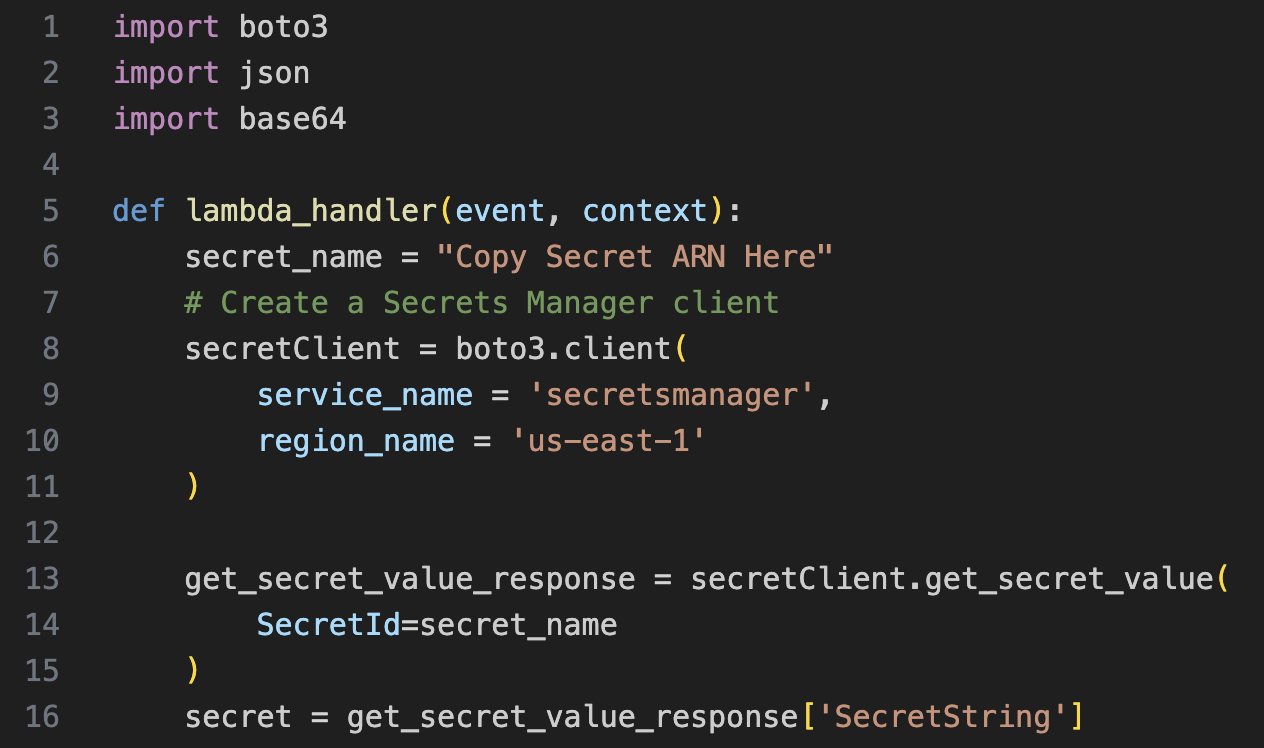 1 import boto3
2 import json
3 import base64
4
5 def lambda_handler(event, context):
6     secret_name = "Copy Secret ARN Here"
7     # Create a Secrets Manager client
8     secretClient = boto3.client(
9         service_name = 'secretsmanager',
10         region_name = 'us-east-1'
11     )
12
13     get_secret_value_response = secretClient.get_secret_value(
14         SecretId=secret_name
15     )
16     secret = get_secret_value_response['SecretString']